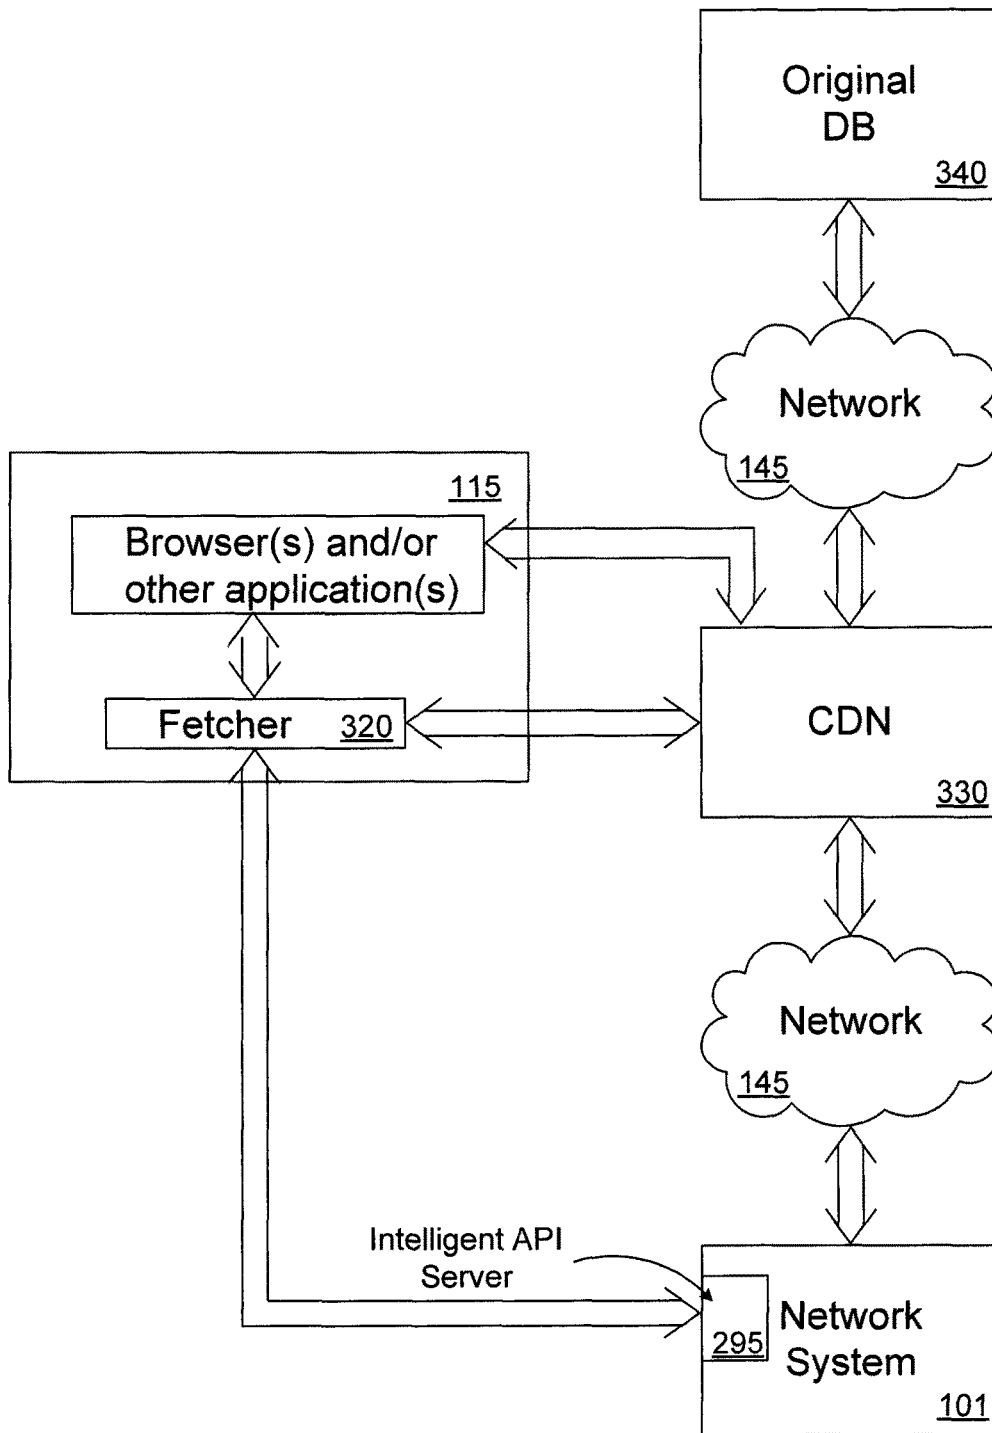 Original
DB
340
Network
145
115
Browser(s) and/or
other application(s)
Fetcher 320
CDN
330
Network
145
Intelligent API
Server
295
Network
System
101